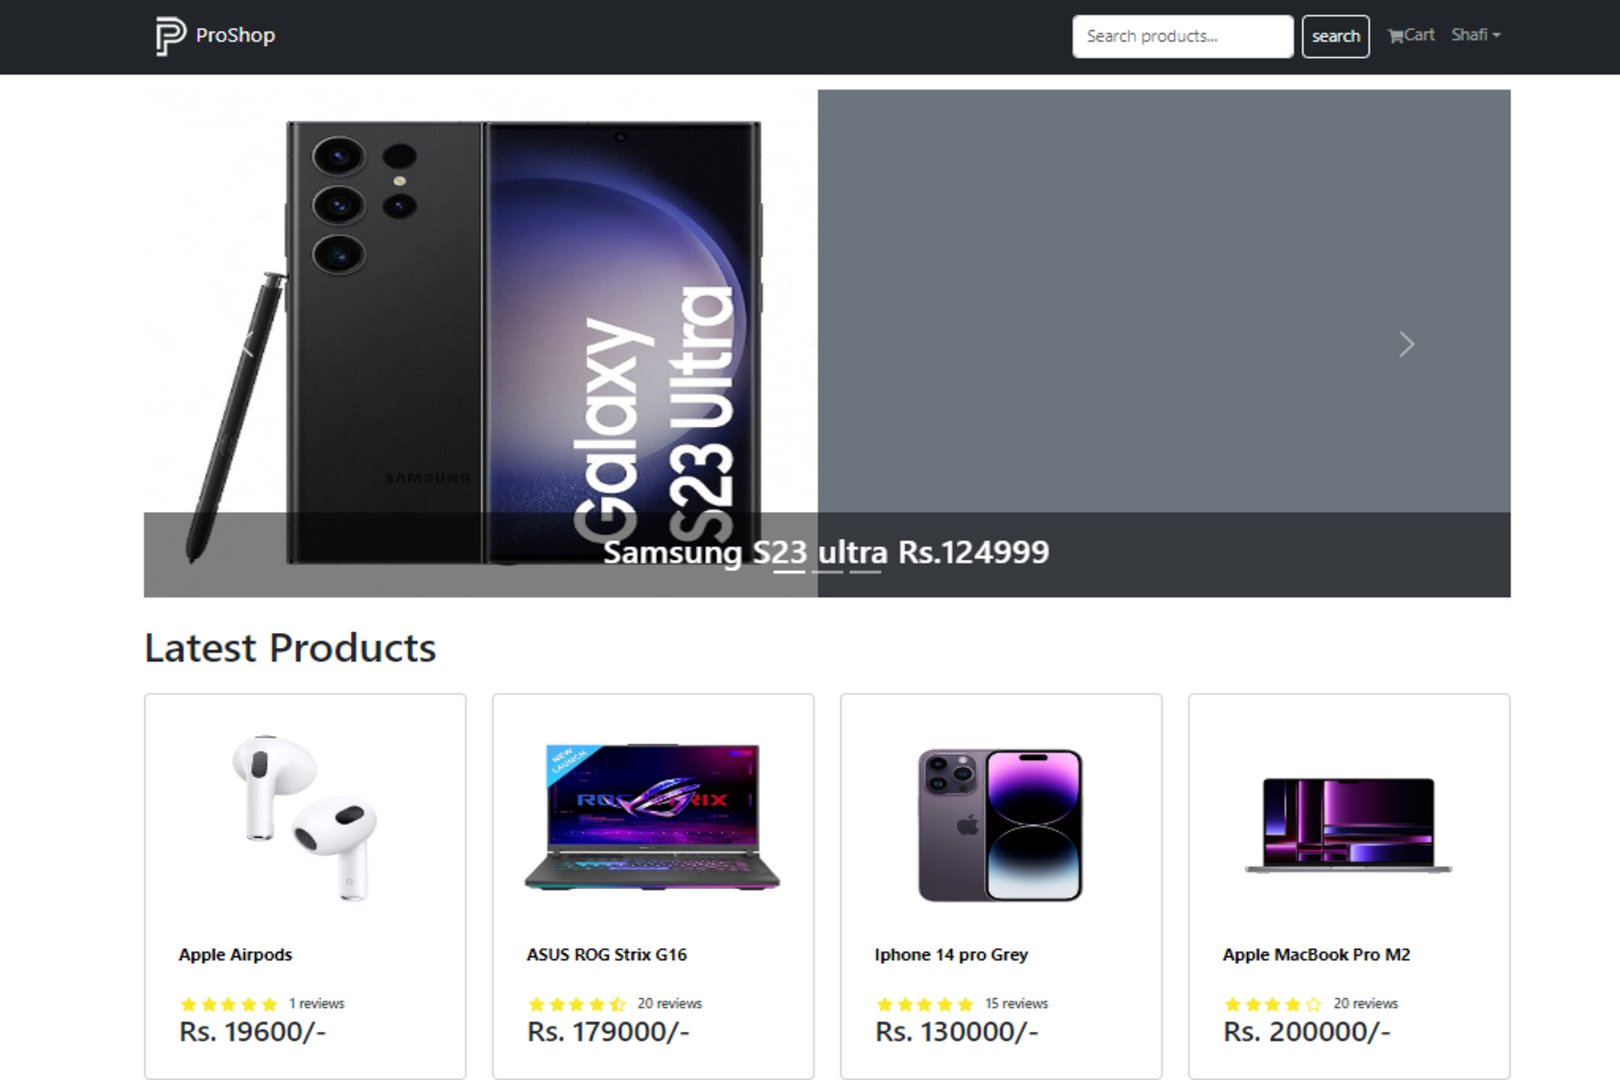 ProShop
Search products...
search
Cart
Shafi
SAMSUNG
Galaxy
S23 Ultra
Samsung S23 ultra Rs.124999
Latest Products
NEW
LAUNCH
Apple Airpods
1 reviews
Rs. 19600/-
ASUS ROG Strix G16
20 reviews
Rs. 179000/-
Iphone 14 pro Grey
15 reviews
Rs. 130000/-
Apple MacBook Pro M2
20 reviews
Rs. 200000/-